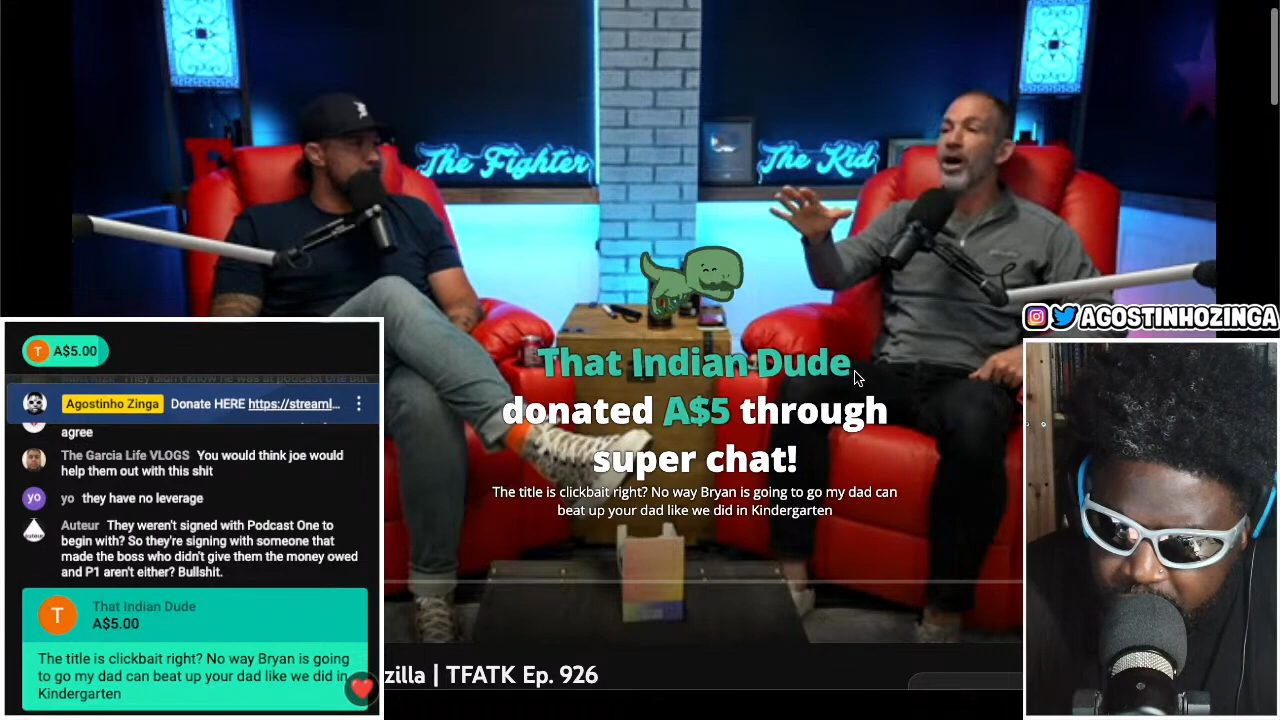 The Fighter
The Kid
That Indian Dude
donated A$5 through
super chat!
The title is clickbait right? No way Bryan is going to go my dad can
beat up your dad like we did in Kindergarten
AGOSTINHOZINGA
T A$5.00
Agostinho Zinga Donate HERE https://streaml...
agree
The Garcia Life VLOGS You would think joe would
help them out with this shit
yo yo they have no leverage
Auteur They weren't signed with Podcast One to
begin with? So they're signing with someone that
made the boss who didn't give them the money owed
and P1 aren't either? Bullshit.
T That Indian Dude
A$5.00
The title is clickbait right? No way Bryan is going
to go my dad can beat up your dad like we did in
Kindergarten
zilla | TFATK Ep. 926